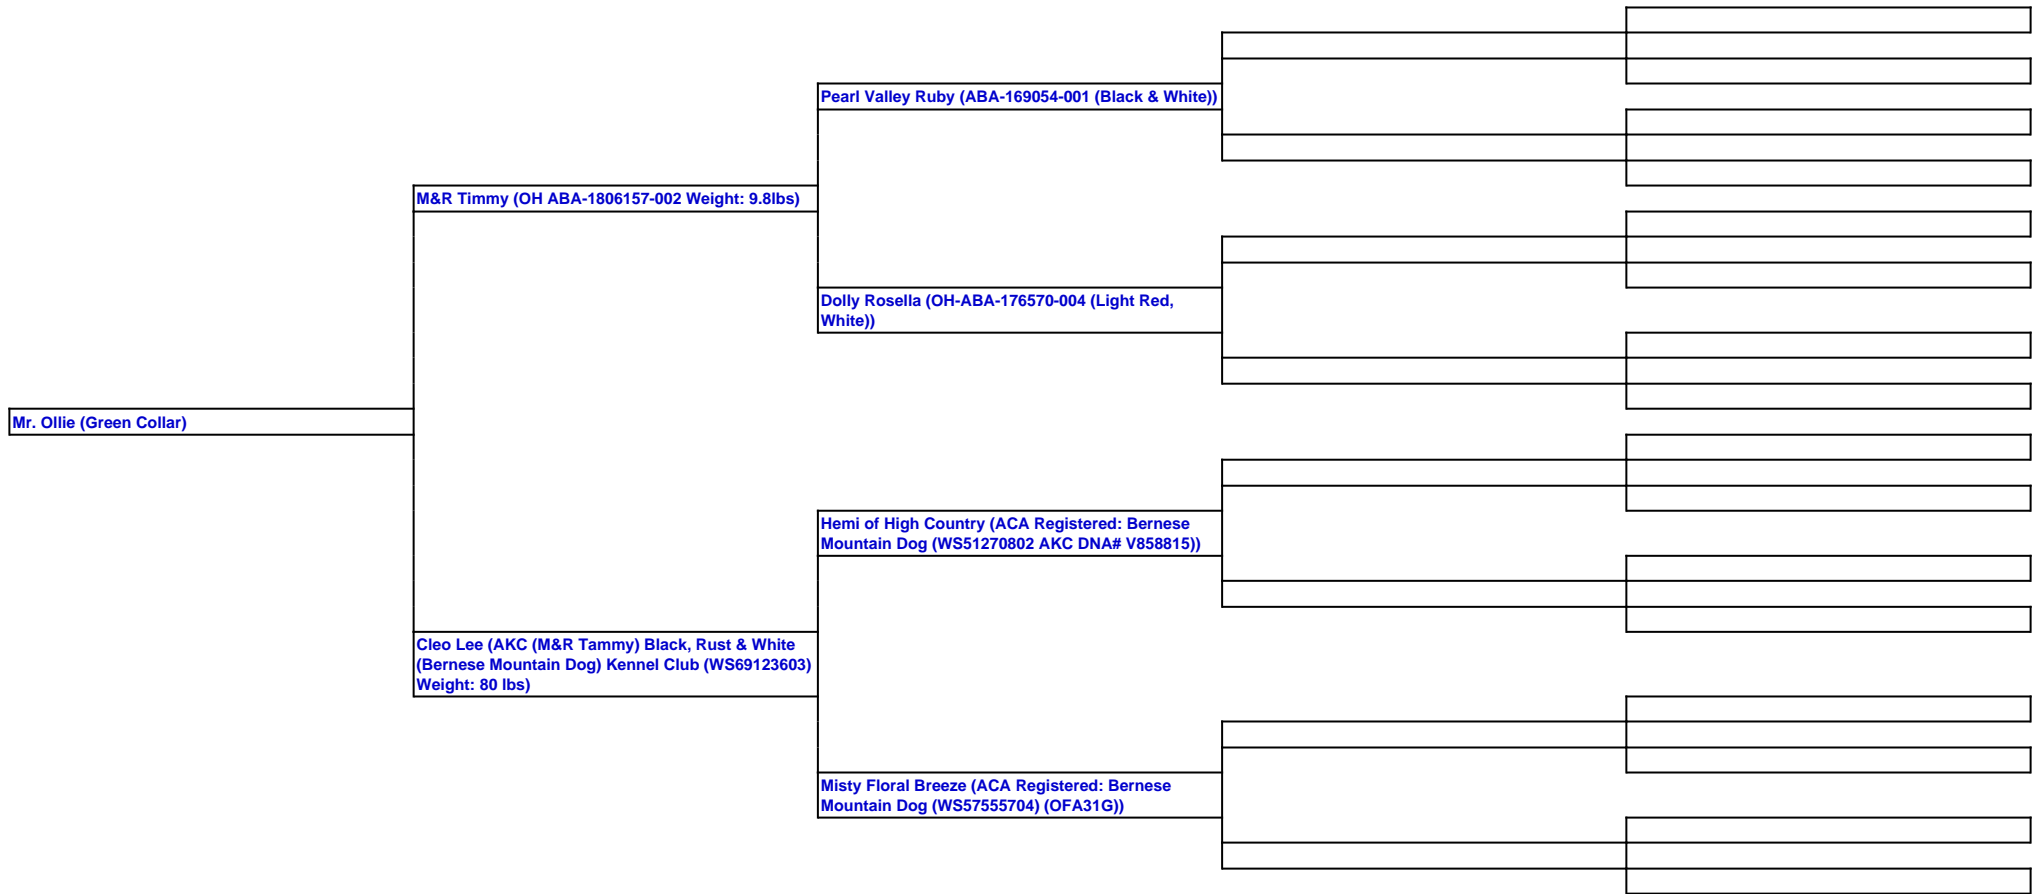 Pearl Valley Ruby (ABA-169054-001 (Black & White))
M&R Timmy (OH ABA-1806157-002 Weight: 9.8lbs)
Dolly Rosella (OH-ABA-176570-004 (Light Red,
White))
Mr. Ollie (Green Collar)
Hemi of High Country (ACA Registered: Bernese
Mountain Dog (WS51270802 AKC DNA# V858815))
Cleo Lee (AKC (M&R Tammy) Black, Rust & White
(Bernese Mountain Dog) Kennel Club (WS69123603)
Weight: 80 lbs)
Misty Floral Breeze (ACA Registered: Bernese
Mountain Dog (WS57555704) (OFA31G))